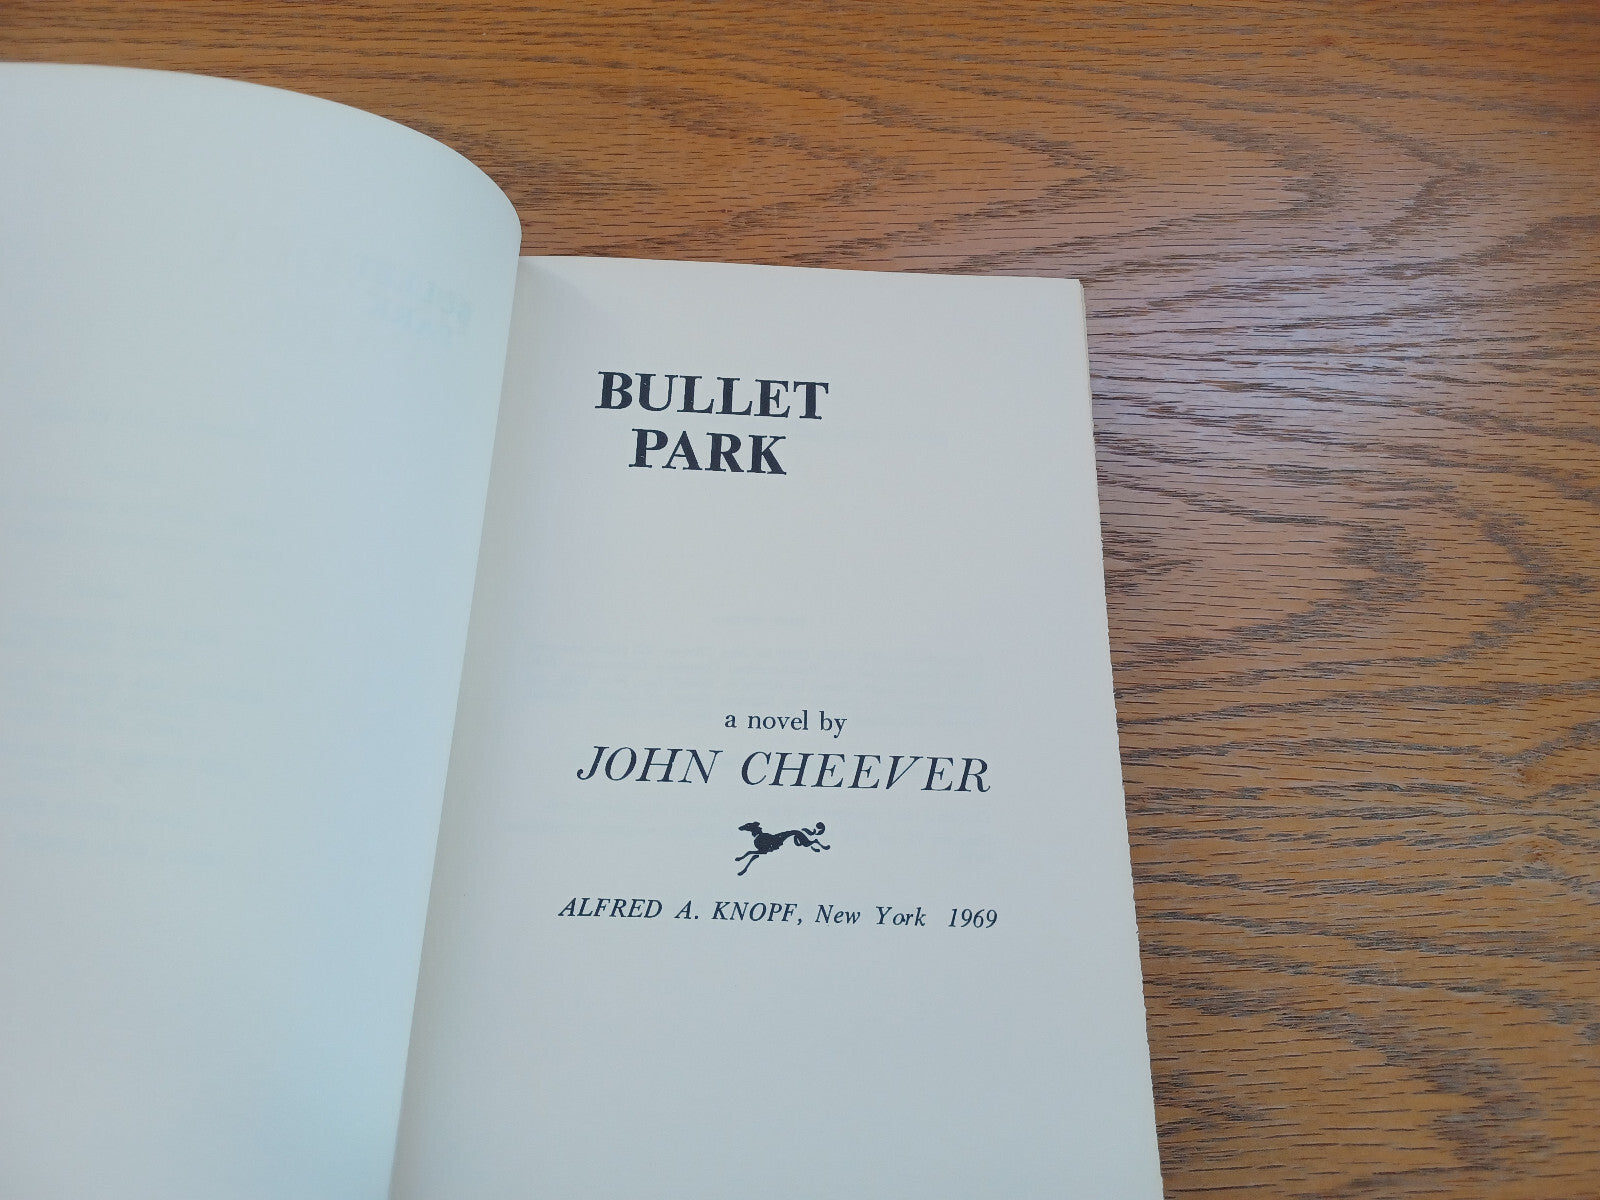 BULLET
PARK
a novel by
JOHN CHEEVER
ALFRED A. KNOPF, New York 1969